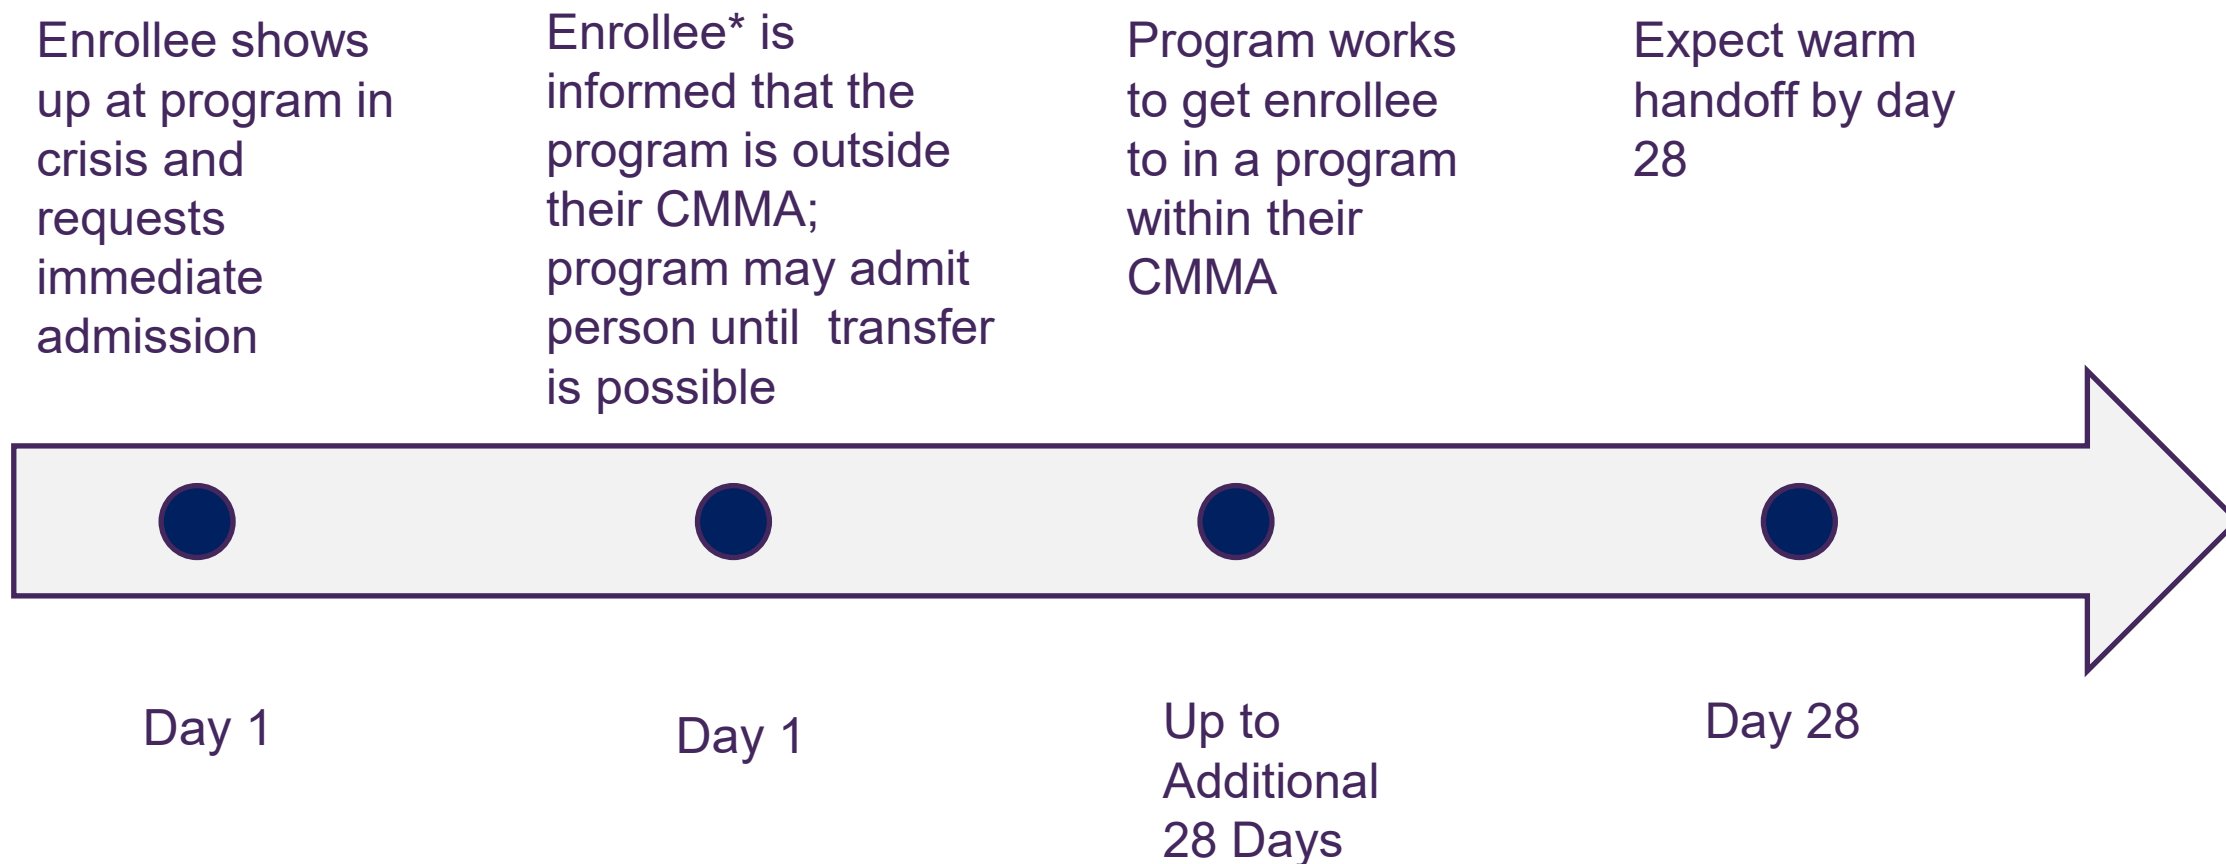 Enrollee shows
up at program in
crisis and
requests
immediate
admission
Enrollee* is
informed that the
program is outside
their CMMA;
program may admit
person until  transfer
is possible
Program works
to get enrollee
to in a program
within their
CMMA
Expect warm
handoff by day
28
Day 1
Day 1
Up to
Additional
28 Days
Day 28